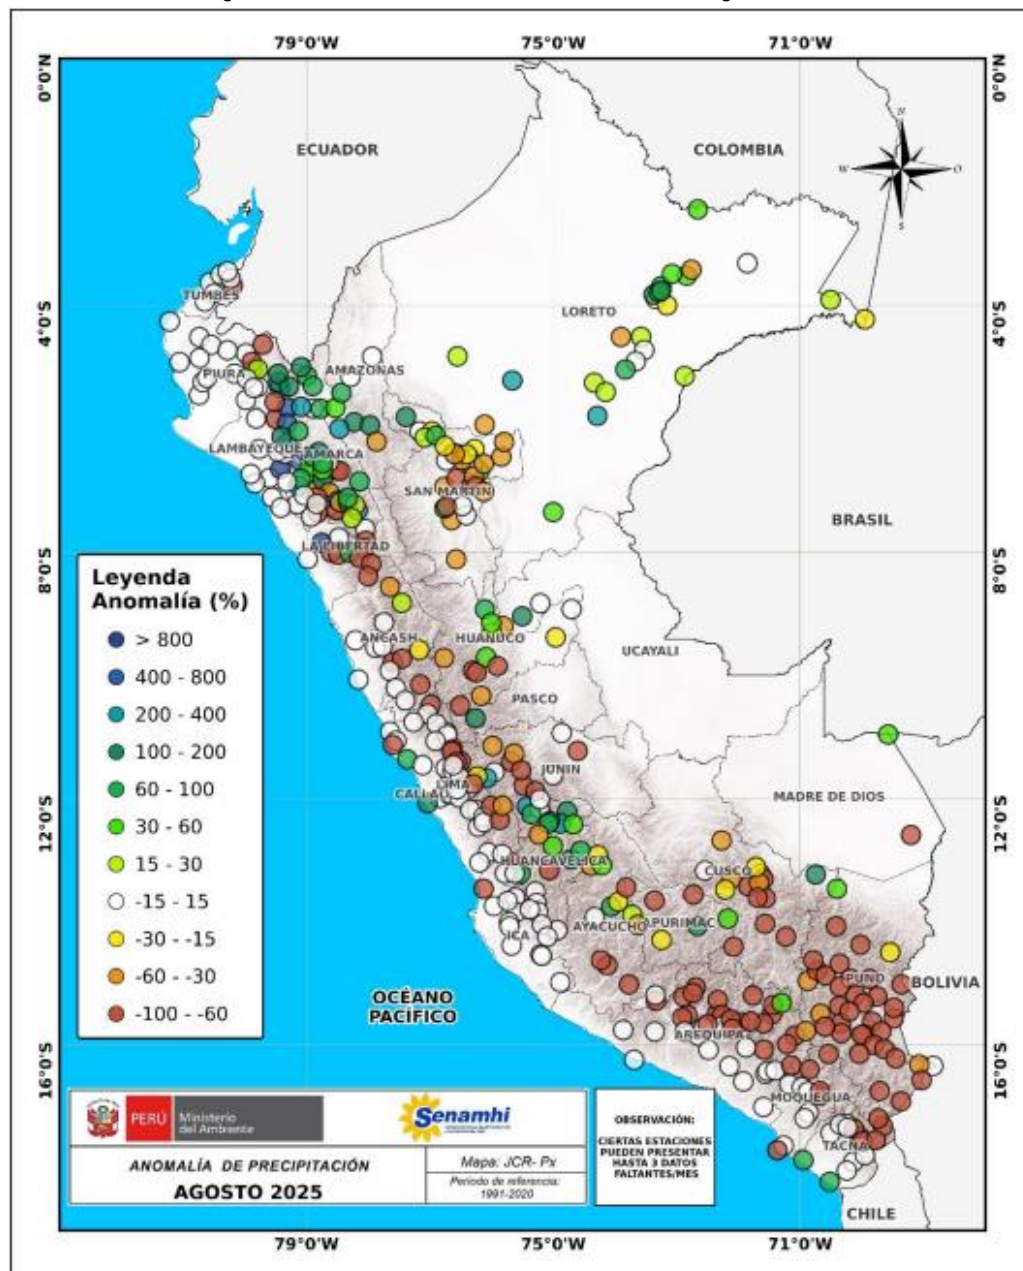 79°0'W 75°0'W 71°0'W
0°0'N 0°0'N
N
ECUADOR COLOMBIA
W O
S
TUMBES
4°0'S LORETO 4°0'S
PIURA AMAZONAS
LAMBAYEQUE AMARCA
SAN MARTIN
BRASIL
LA LIBERTAD
8°0'S 8°0'S
Leyenda
Anomalía (%)
> 800
400 - 800
200 - 400
100 - 200
60 - 100
30 - 60
15 - 30
-15 - 15
-30 - -15
-60 - -30
-100 - -60
ANCASH HUANUCO
UCAYALI
PASCO
JUNIN
LIMA
CALLAO
MADRE DE DIOS
12°0'S 12°0'S
HUANCAVELICA CUSCO
ICA AYACUCHO APURIMAC
PUNO BOLIVIA
OCÉANO
PACÍFICO
AREQUIPA
16°0'S 16°0'S
MOQUEGUA
TACNA
CHILE
PERÚ Ministerio
del Ambiente
Senamhi
ANOMALÍA DE PRECIPITACIÓN
AGOSTO 2025
Mapa: JCR- Px
Periodo de referencia:
1991-2020
OBSERVACIÓN:
CIERTAS ESTACIONES
PUEDEN PRESENTAR
HASTA 3 DATOS
FALTANTES/MES
79°0'W 75°0'W 71°0'W